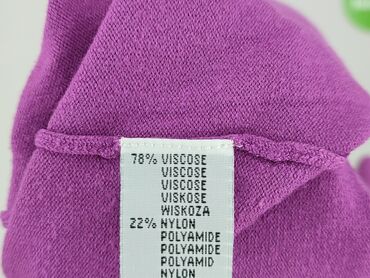 78% VISCOSE
VISCOSE
VISCOSE
VISKOSE
WISKOZA
22% NYLON
POLYAMIDE
POLYAMIDE
POLYAMID
NYLON